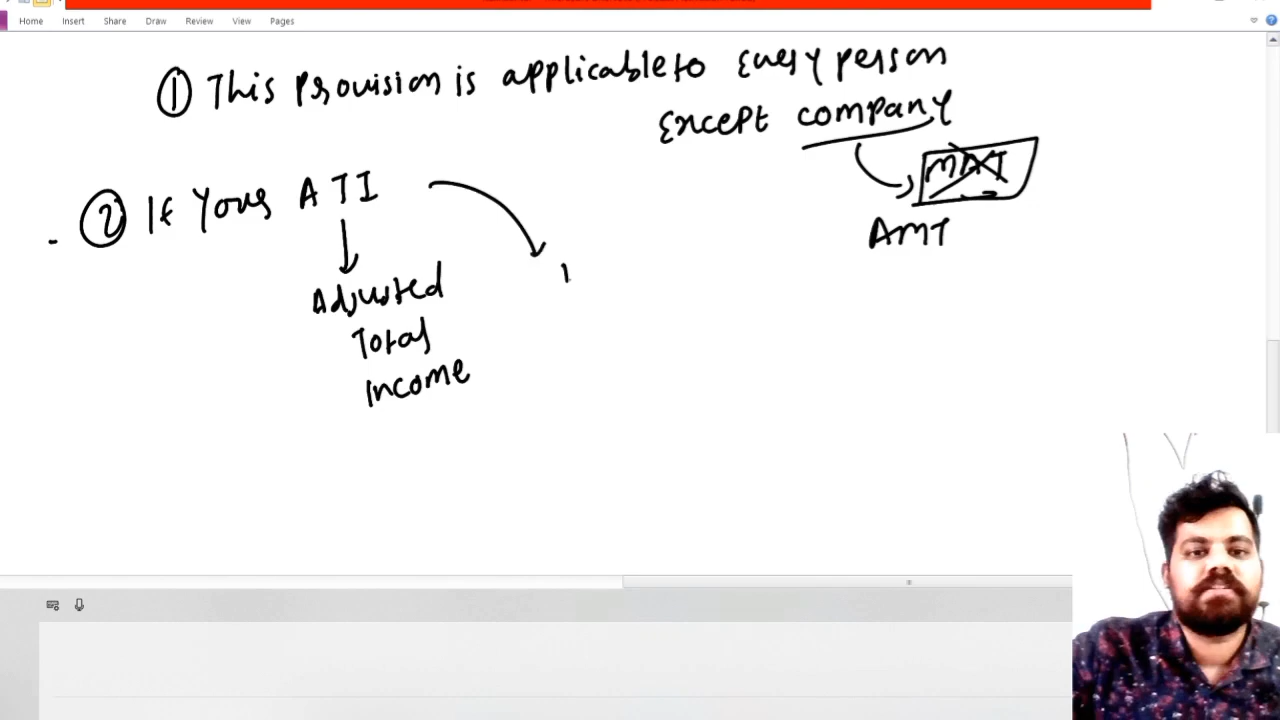 Home Insert Share Draw Review View Pages
① This provision is applicable to Every person
Except company
MAT
AMT
② If Your ATI
Adjusted
Total
Income